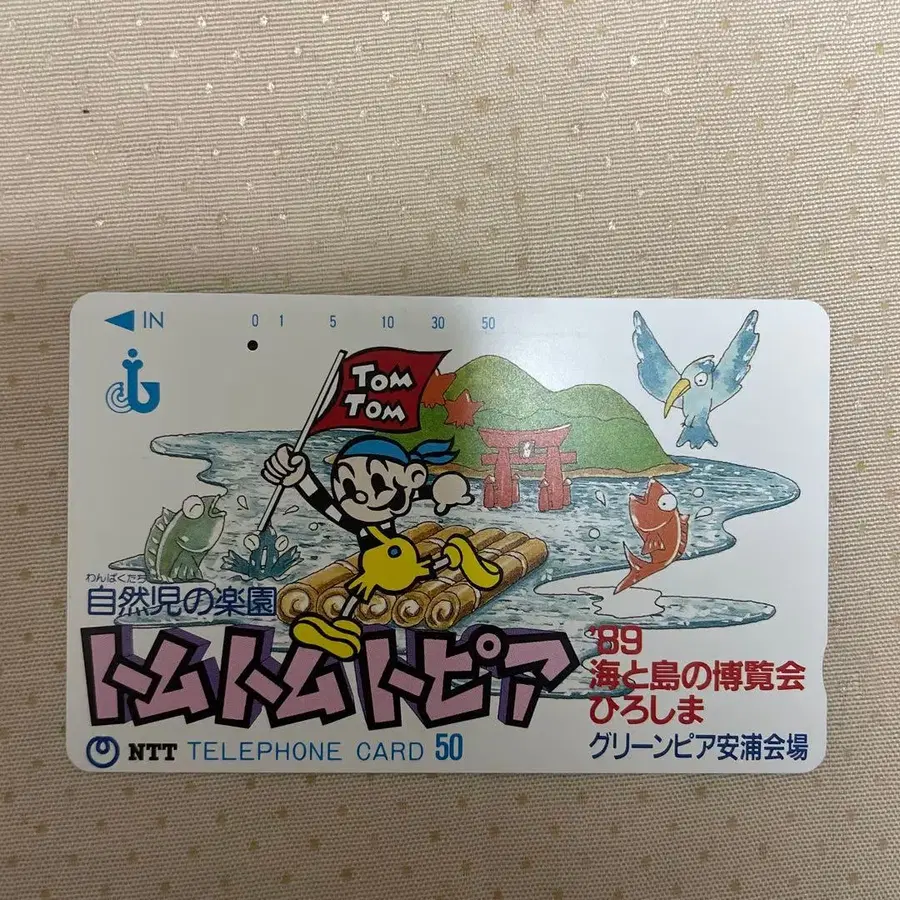 IN
0 1 5 10 30 50
TOM
TOM
わんぱくたち
自然児の楽園
トムトムトピア
'89
海と島の博覧会
ひろしま
グリーンピア安浦会場
NTT TELEPHONE CARD 50